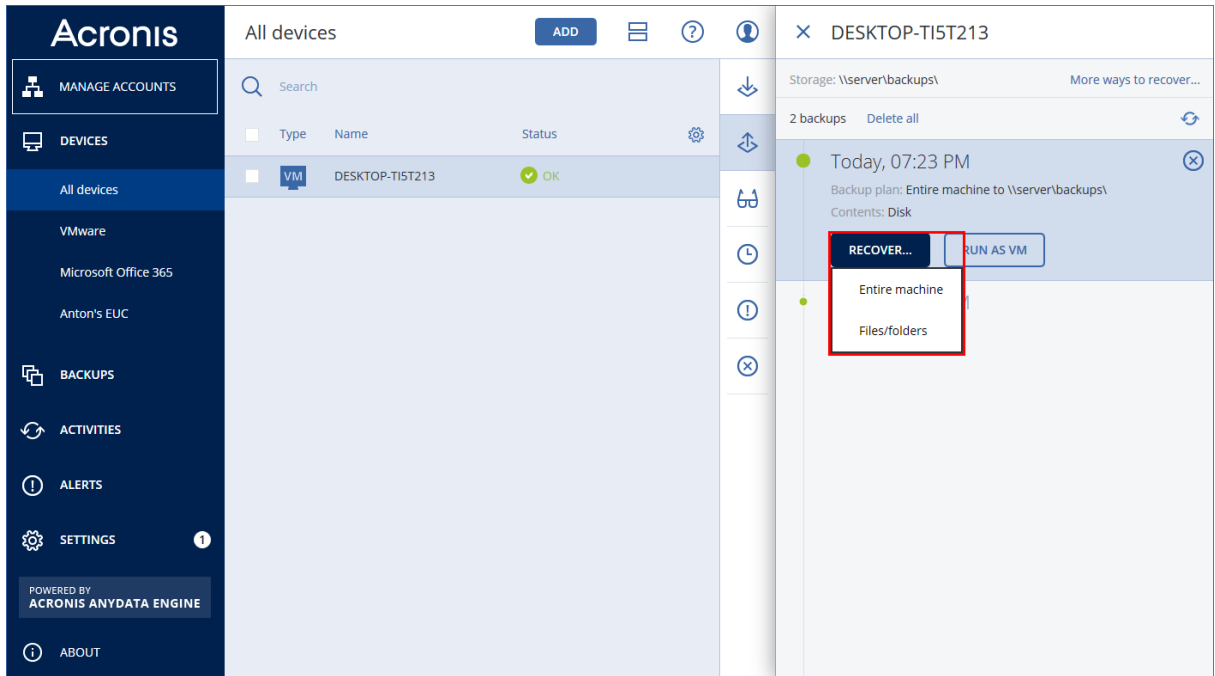 Acronis
MANAGE ACCOUNTS
DEVICES
All devices
VMware
Microsoft Office 365
Anton's EUC
BACKUPS
ACTIVITIES
ALERTS
SETTINGS 1
POWERED BY
ACRONIS ANYDATA ENGINE
ABOUT
All devices ADD
Search
Type Name Status
VM DESKTOP-TI5T213 OK
DESKTOP-TI5T213
Storage: \\server\backups\ More ways to recover...
2 backups Delete all
Today, 07:23 PM
Backup plan: Entire machine to \\server\backups\
Contents: Disk
RECOVER... RUN AS VM
Entire machine
Files/folders